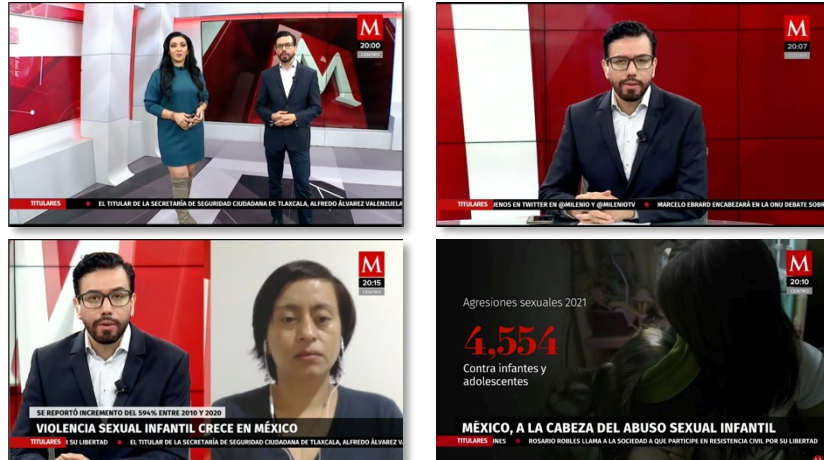 M
20:00
CENTRO
TITULARES EL TITULAR DE LA SECRETARÍA DE SEGURIDAD CIUDADANA DE TLAXCALA, ALFREDO ÁLVAREZ VALENZUELA
M
20:07
CENTRO
TITULARES EN TWITTER EN @MILENIO Y @MILENIOTV MARCELO EBRARD ENCABEZARÁ EN LA ONU DEBATE SOBR
M
20:15
CENTRO
SE REPORTÓ INCREMENTO DEL 594% ENTRE 2010 Y 2020
VIOLENCIA SEXUAL INFANTIL CRECE EN MÉXICO
TITULARES SU LIBERTAD EL TITULAR DE LA SECRETARÍA DE SEGURIDAD CIUDADANA DE TLAXCALA, ALFREDO ÁLVAREZ V
M
20:10
CENTRO
Agresiones sexuales 2021
4,554
Contra infantes y
adolescentes
MÉXICO, A LA CABEZA DEL ABUSO SEXUAL INFANTIL
TITULARES INES ROSARIO ROBLES LLAMA A LA SOCIEDAD A QUE PARTICIPE EN RESISTENCIA CIVIL POR SU LIBERTAD